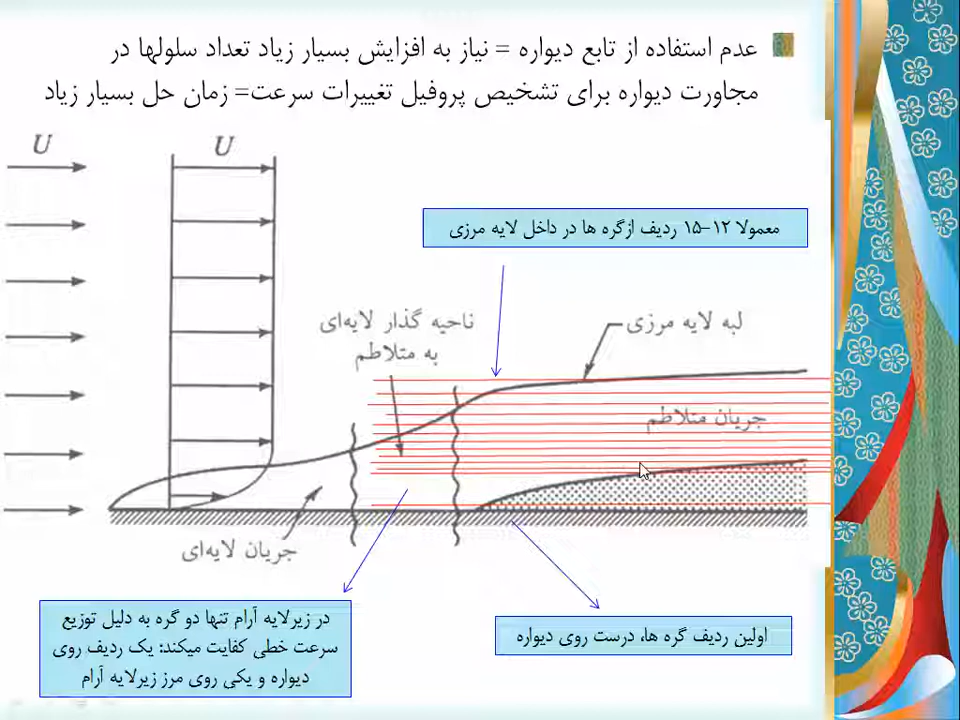 عدم استفاده از تابع دیواره = نیاز به افزایش بسیار زیاد تعداد سلولها در
مجاورت دیواره برای تشخیص پروفیل تغییرات سرعت= زمان حل بسیار زیاد
U
U
معمولا ۱۲-۱۵ ردیف ازگره ها در داخل لایه مرزی
ناحیه گذار لایه‌ای
به متلاطم
لبه لایه مرزی
جریان متلاطم
جریان لایه‌ای
در زیرلایه آرام تنها دو گره به دلیل توزیع
سرعت خطی کفایت میکند: یک ردیف روی
دیواره و یکی روی مرز زیرلایه آرام
اولین ردیف گره ها، درست روی دیواره